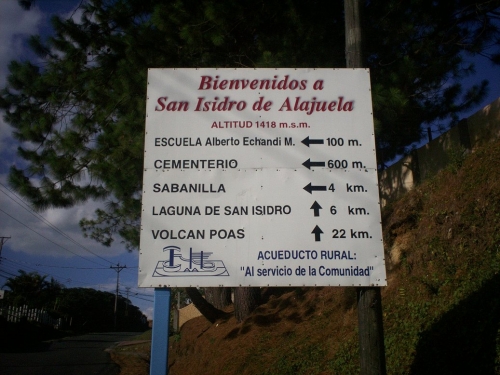 Bienvenidos a
San Isidro de Alajuela
ALTITUD 1418 m.s.m.
ESCUELA Alberto Echandi M. ← 100 m.
CEMENTERIO ← 600 m.
SABANILLA ← 4 km.
LAGUNA DE SAN ISIDRO ↑ 6 km.
VOLCAN POAS ↑ 22 km.
ACUEDUCTO RURAL:
"Al servicio de la Comunidad"